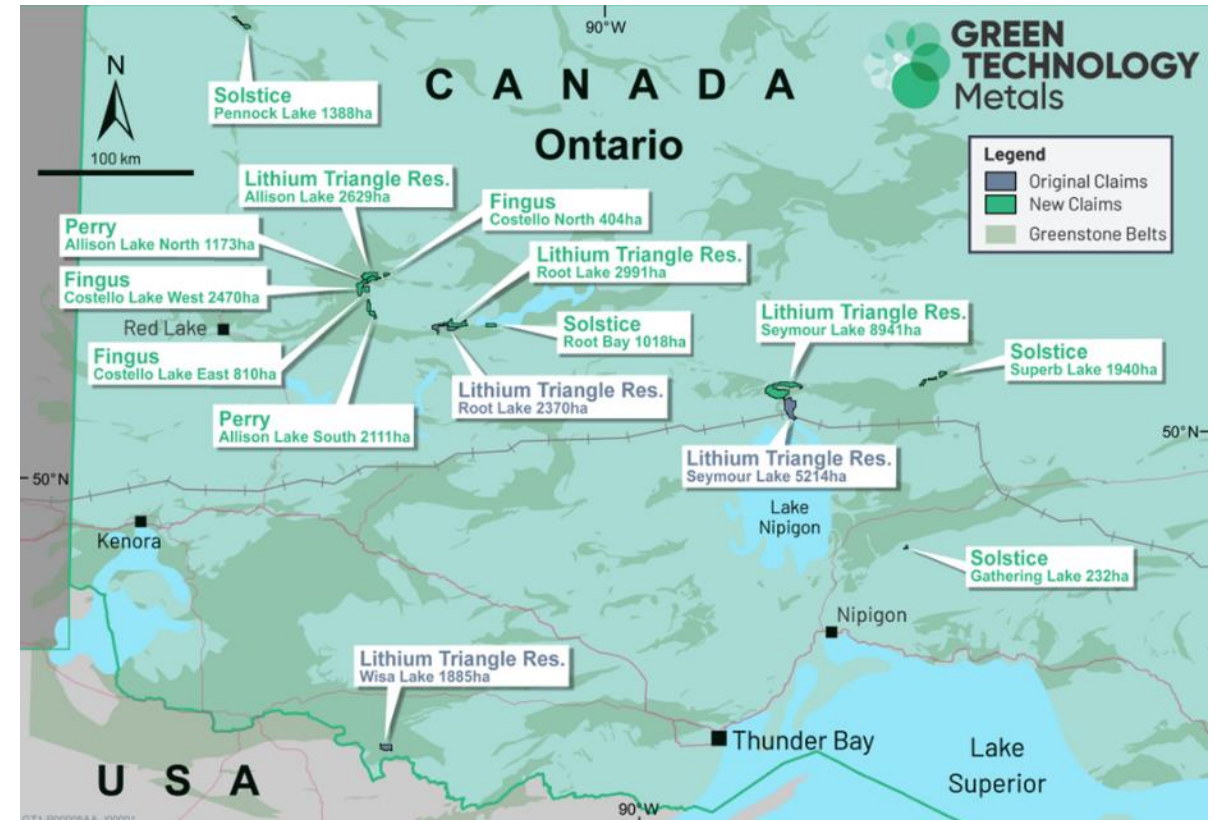 90°W
GREEN
TECHNOLOGY
Metals
CANADA
Ontario
N
100 km
Solstice
Pennock Lake 1388ha
Legend
Original Claims
New Claims
Greenstone Belts
Lithium Triangle Res.
Allison Lake 2629ha
Fingus
Costello North 404ha
Perry
Allison Lake North 1173ha
Lithium Triangle Res.
Root Lake 2991ha
Fingus
Costello Lake West 2470ha
Red Lake
Solstice
Root Bay 1018ha
Lithium Triangle Res.
Seymour Lake 8941ha
Solstice
Superb Lake 1940ha
Fingus
Costello Lake East 810ha
Lithium Triangle Res.
Root Lake 2370ha
Perry
Allison Lake South 2111ha
50°N
Lithium Triangle Res.
Seymour Lake 5214ha
50°N
Lake
Nipigon
Kenora
Solstice
Gathering Lake 232ha
Nipigon
Lithium Triangle Res.
Wisa Lake 1885ha
Thunder Bay
Lake
Superior
USA
90°W